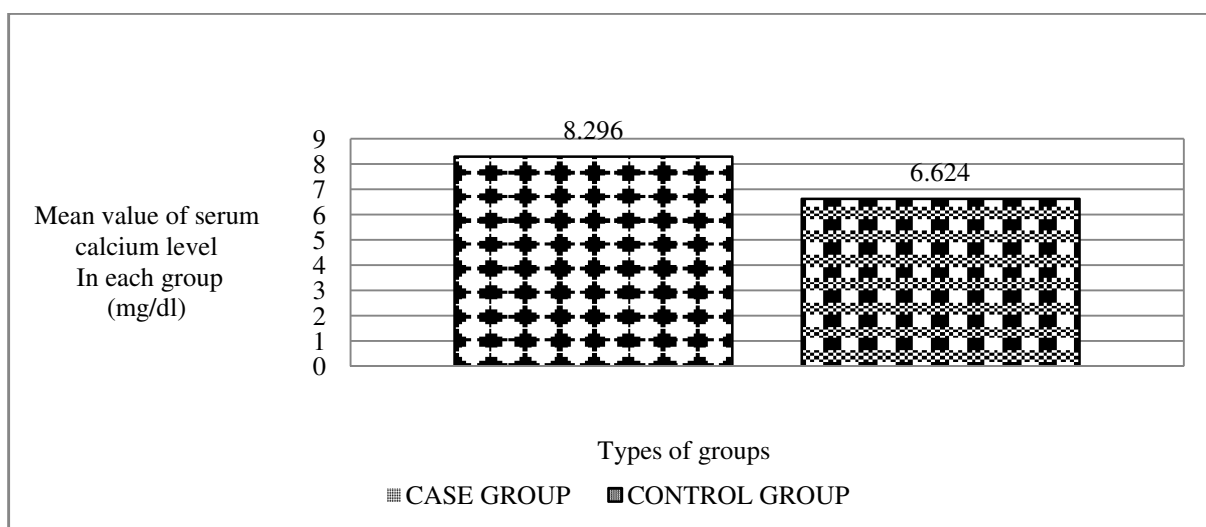 8.296
6.624
9
8
7
6
5
4
3
2
1
0
Mean value of serum
calcium level
In each group
(mg/dl)
Types of groups
CASE GROUP CONTROL GROUP